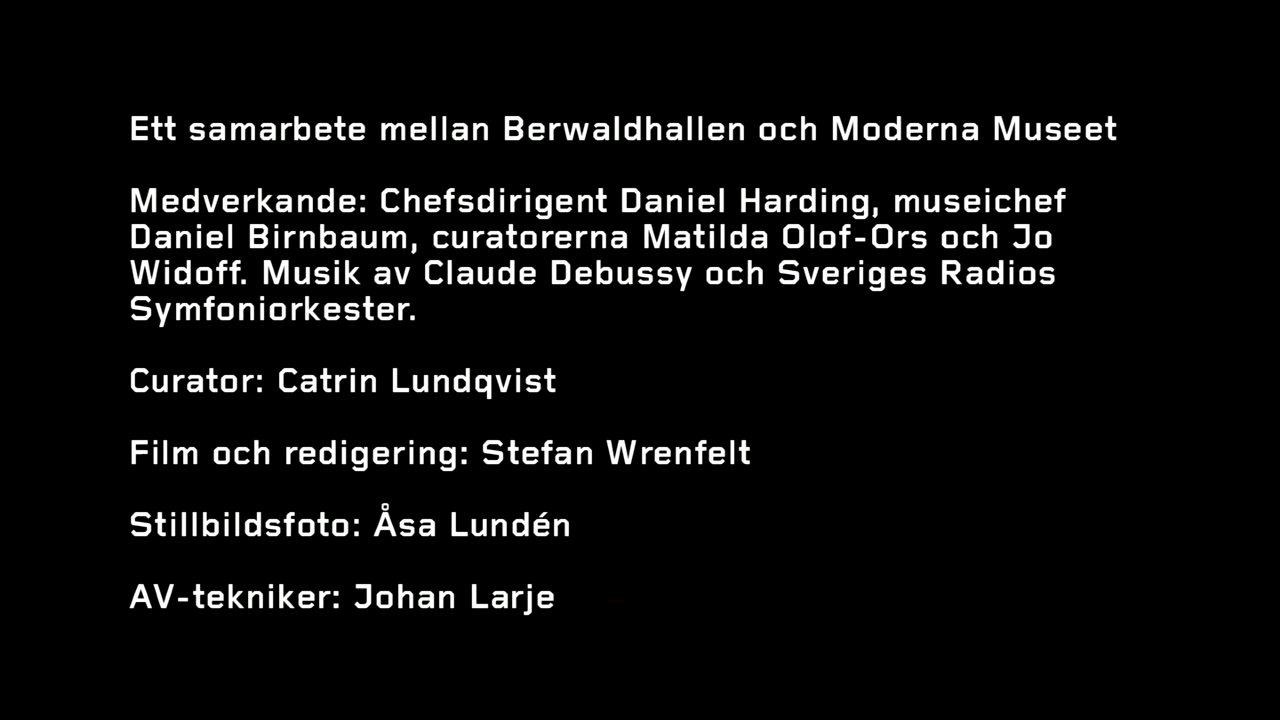 Ett samarbete mellan Berwaldhallen och Moderna Museet
Medverkande: Chefsdirigent Daniel Harding, museichef
Daniel Birnbaum, curatorerna Matilda Olof-Ors och Jo
Widoff. Musik av Claude Debussy och Sveriges Radios
Symfoniorkester.
Curator: Catrin Lundqvist
Film och redigering: Stefan Wrenfelt
Stillbildsfoto: Åsa Lundén
AV-tekniker: Johan Larje